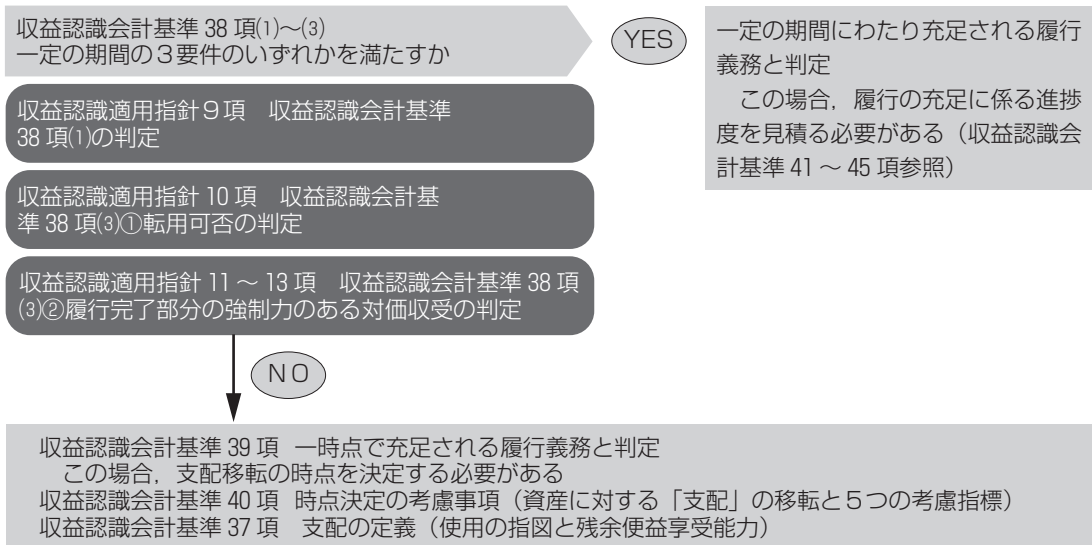 収益認識会計基準 38 項⑴～⑶
一定の期間の３要件のいずれかを満たすか
YES
一定の期間にわたり充足される履行
義務と判定
　この場合，履行の充足に係る進捗
度を見積る必要がある（収益認識会
計基準 41 ～ 45 項参照）
収益認識適用指針９項　収益認識会計基準
38 項⑴の判定
収益認識適用指針 10 項　収益認識会計基
準 38 項⑶①転用可否の判定
収益認識適用指針 11 ～ 13 項　収益認識会計基準 38 項
⑶②履行完了部分の強制力のある対価収受の判定
ＮＯ
収益認識会計基準 39 項　一時点で充足される履行義務と判定
　この場合，支配移転の時点を決定する必要がある
収益認識会計基準 40 項　時点決定の考慮事項（資産に対する「支配」の移転と５つの考慮指標）
収益認識会計基準 37 項　支配の定義（使用の指図と残余便益享受能力）